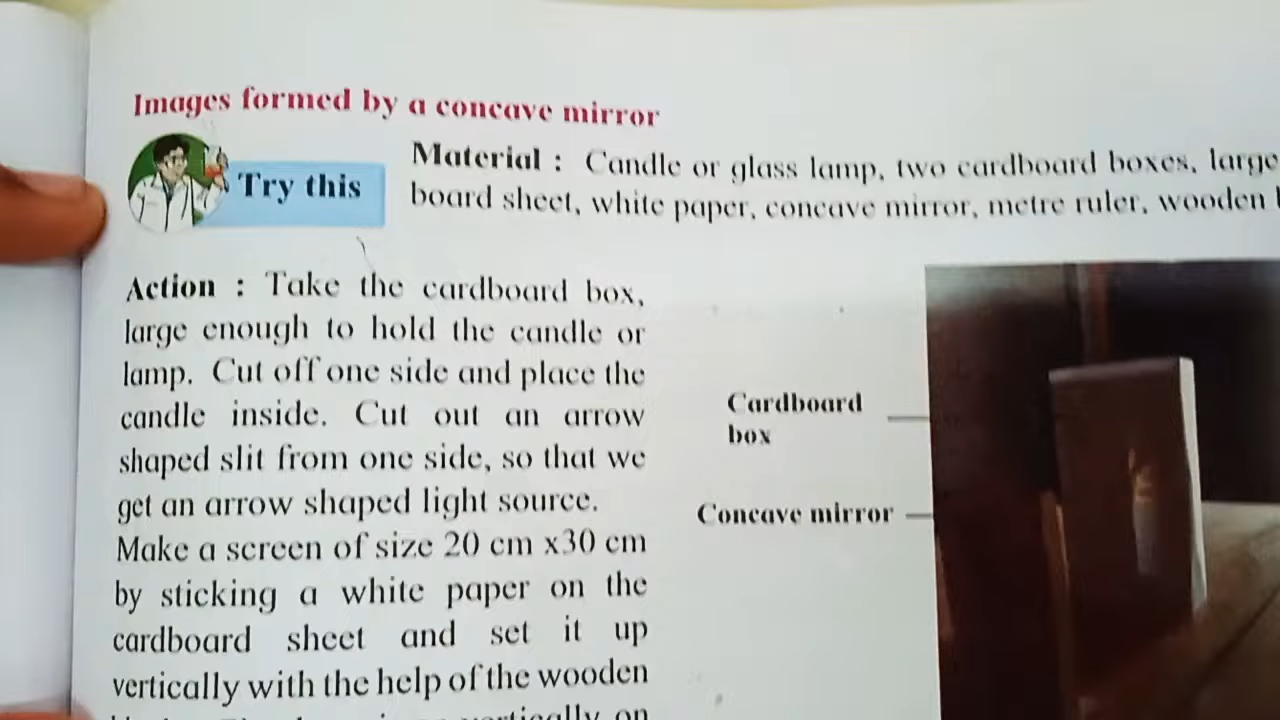 Images formed by a concave mirror
Try this
Material : Candle or glass lamp, two cardboard boxes, large
board sheet, white paper, concave mirror, metre ruler, wooden
Action : Take the cardboard box,
large enough to hold the candle or
lamp. Cut off one side and place the
candle inside. Cut out an arrow
shaped slit from one side, so that we
get an arrow shaped light source.
Make a screen of size 20 cm x30 cm
by sticking a white paper on the
cardboard sheet and set it up
vertically with the help of the wooden
vertically on
Cardboard
box
Concave mirror